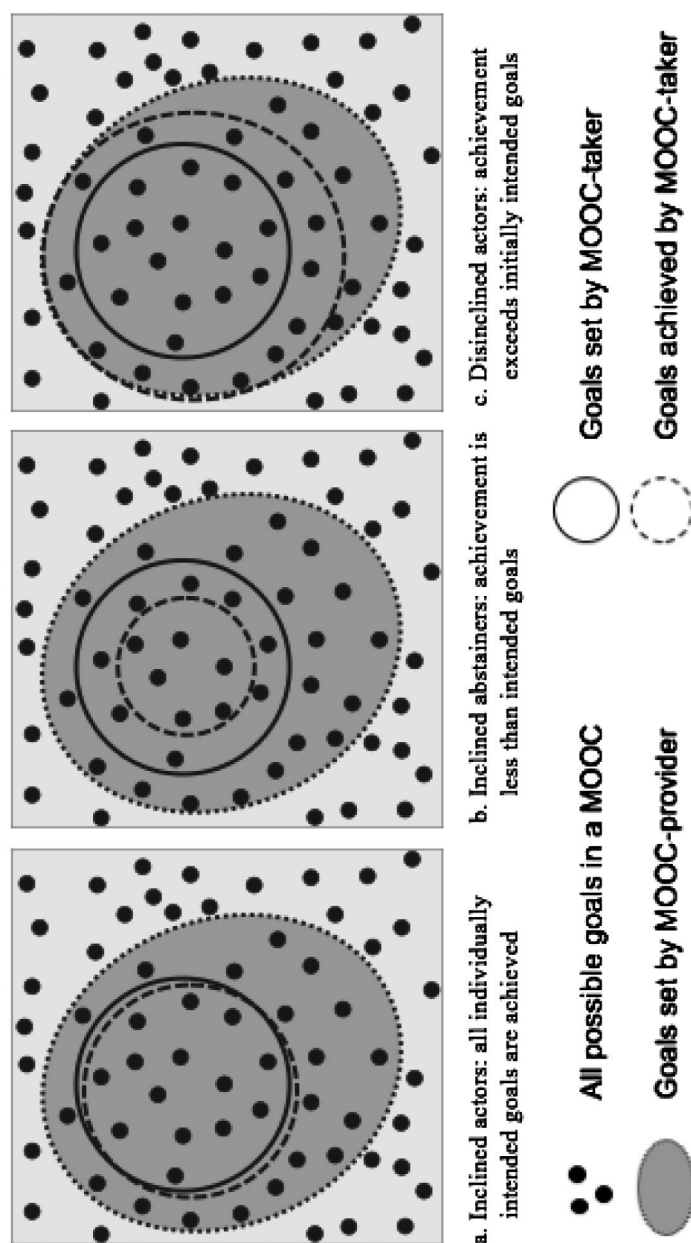 a. Inclined actors: all individually
intended goals are achieved
b. Inclined abstainers: achievement is
less than intended goals
c. Disinclined actors: achievement
exceeds initially intended goals
All possible goals in a MOOC
Goals set by MOOC-taker
Goals set by MOOC-provider
Goals achieved by MOOC-taker